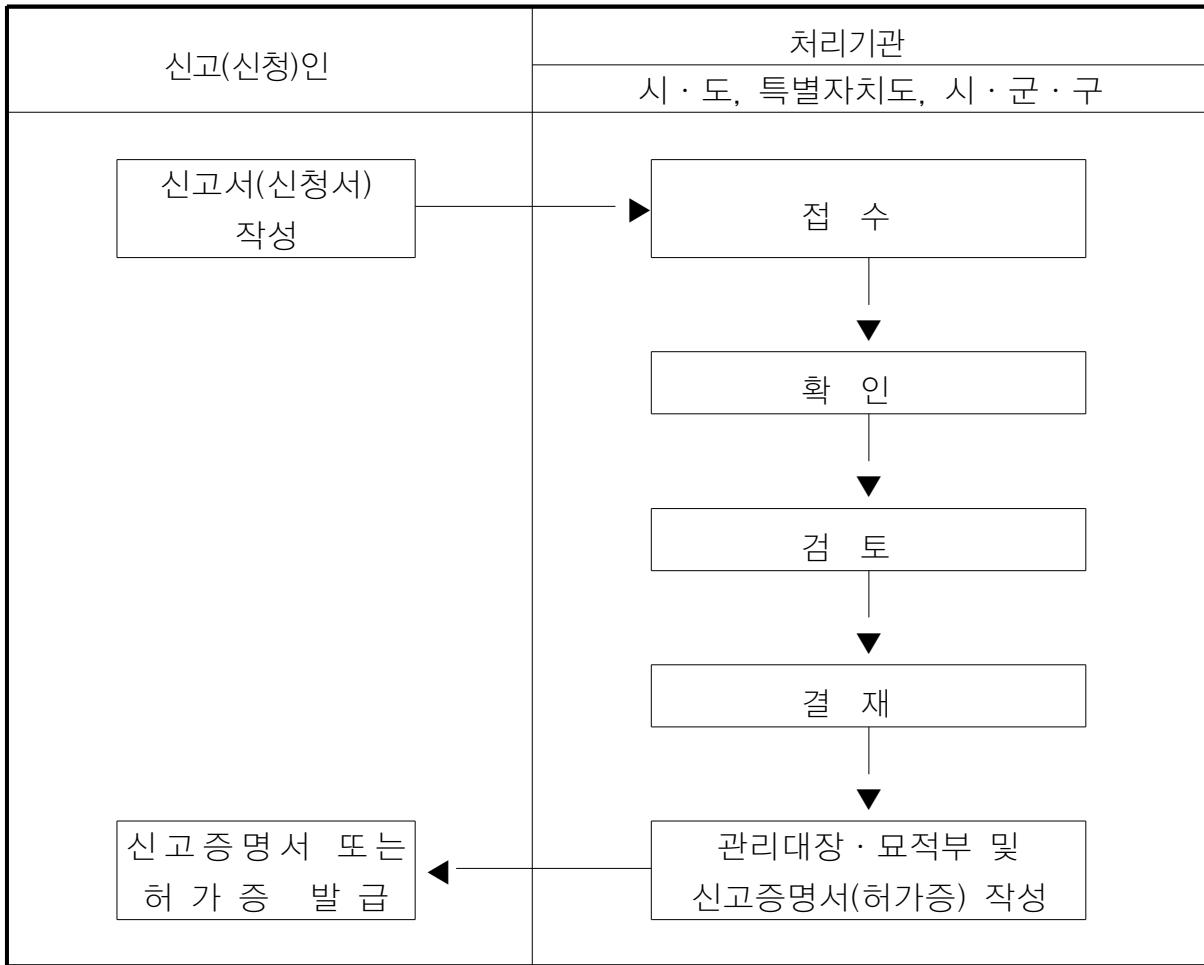 신고(신청)인
처리기관
시·도, 특별자치도, 시·군·구
신고서(신청서)
작성
접 수
확 인
검 토
결 재
관리대장·묘적부 및
신고증명서(허가증) 작성
신고증명서 또는
허가증 발급